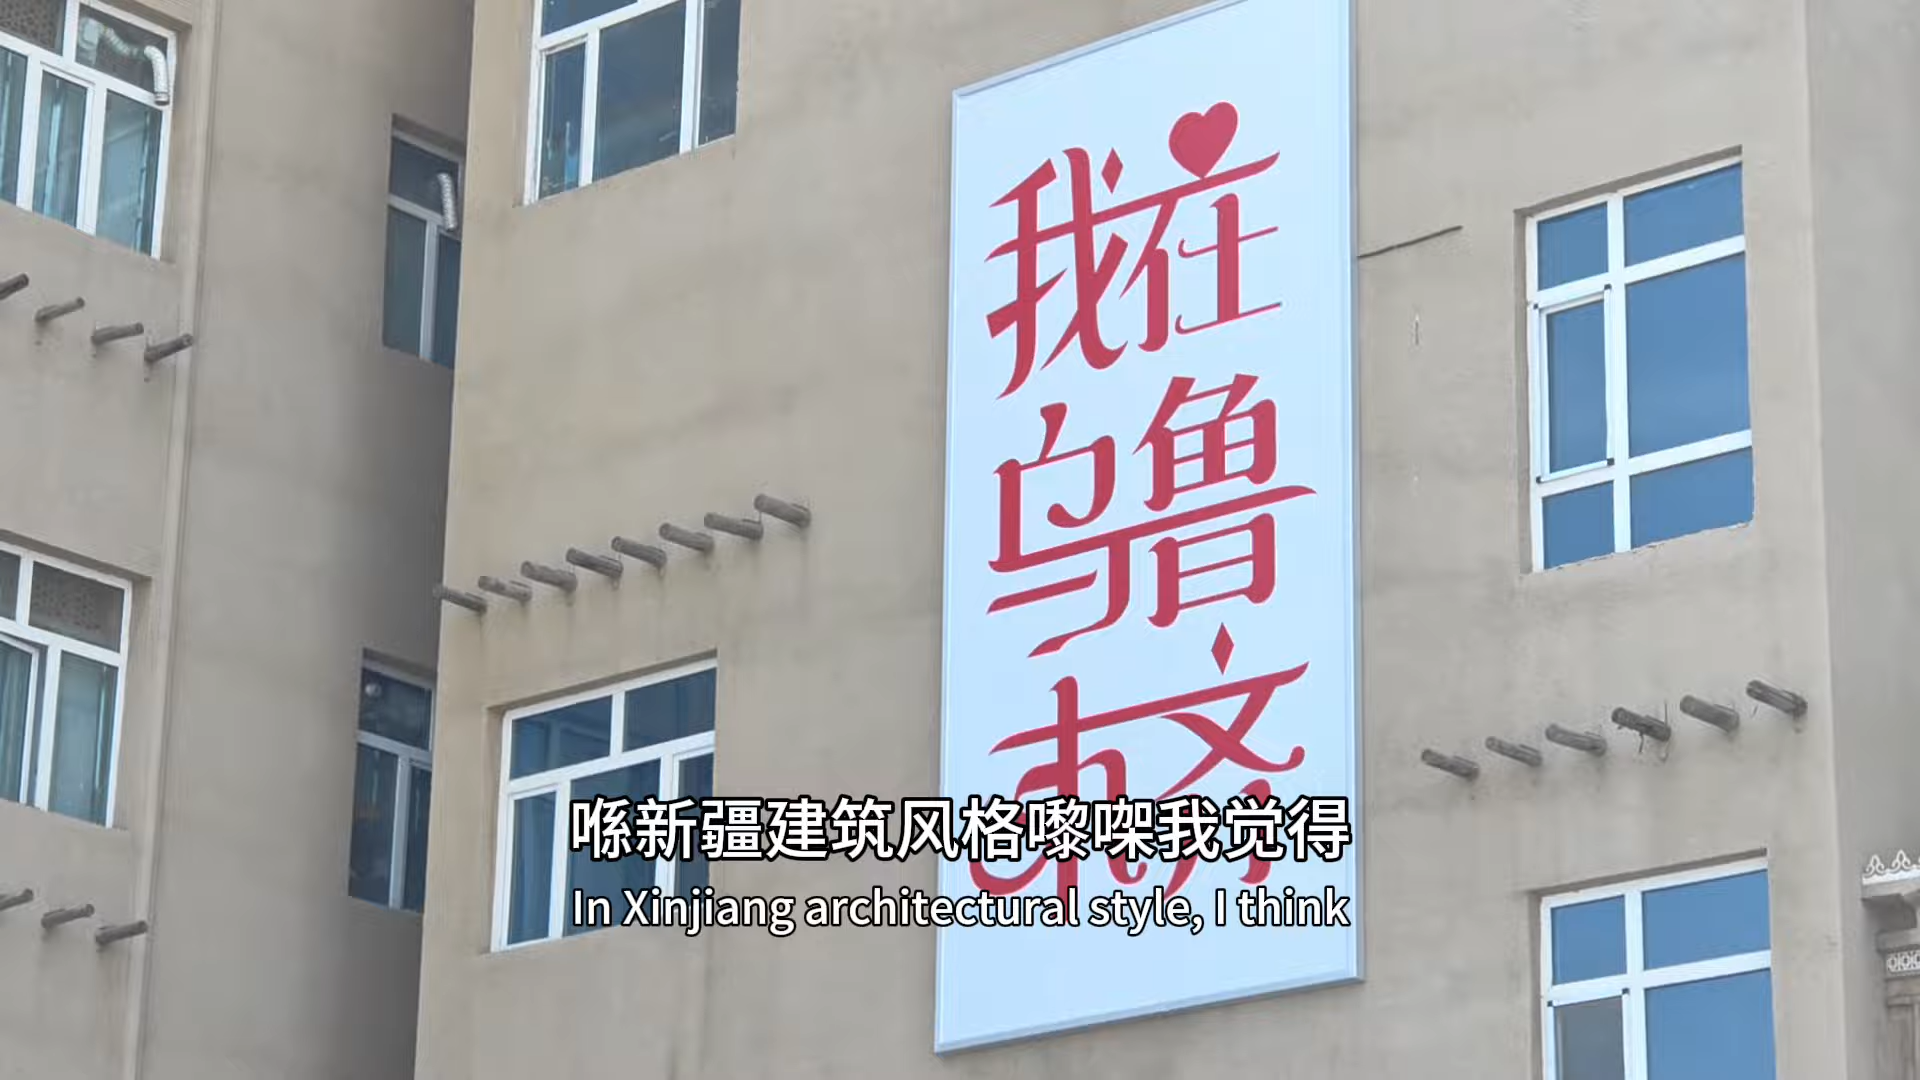 我在
乌鲁
木齐
喺新疆建筑风格嚟㗎我觉得
In Xinjiang architectural style, I think